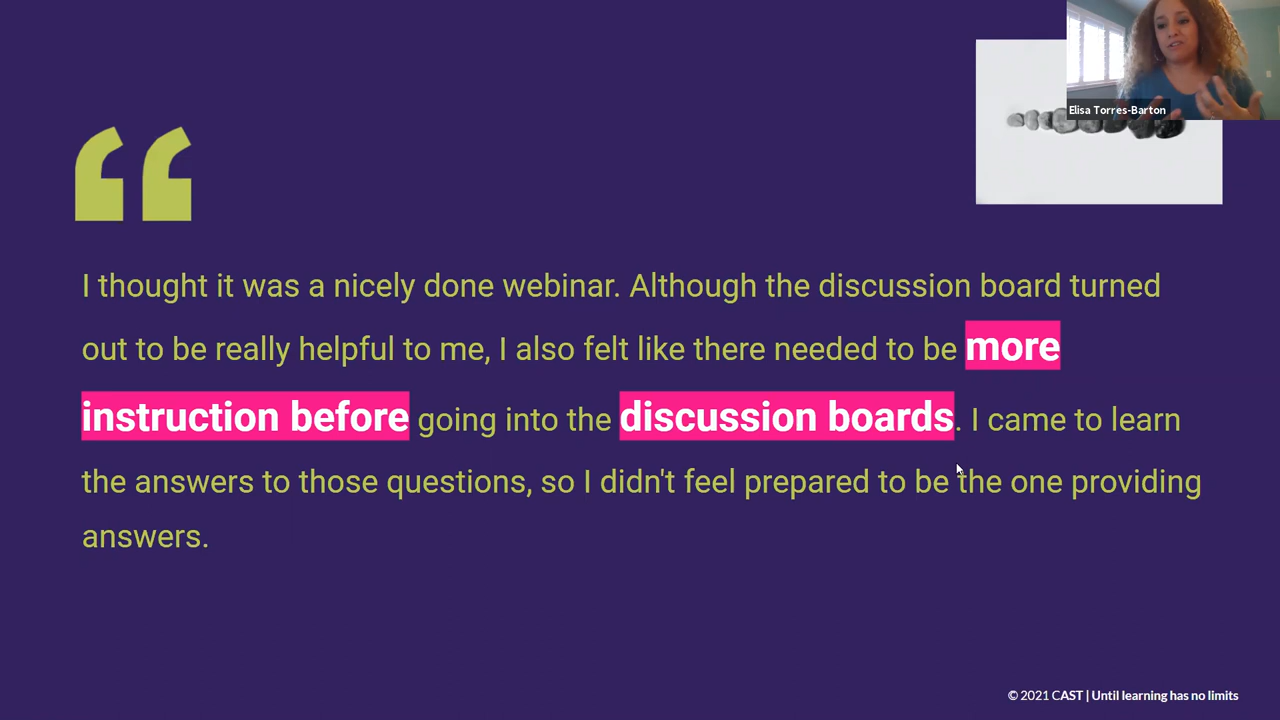 Elisa Torres-Barton
“
I thought it was a nicely done webinar. Although the discussion board turned
out to be really helpful to me, I also felt like there needed to be more
instruction before going into the discussion boards. I came to learn
the answers to those questions, so I didn't feel prepared to be the one providing
answers.
© 2021 CAST | Until learning has no limits